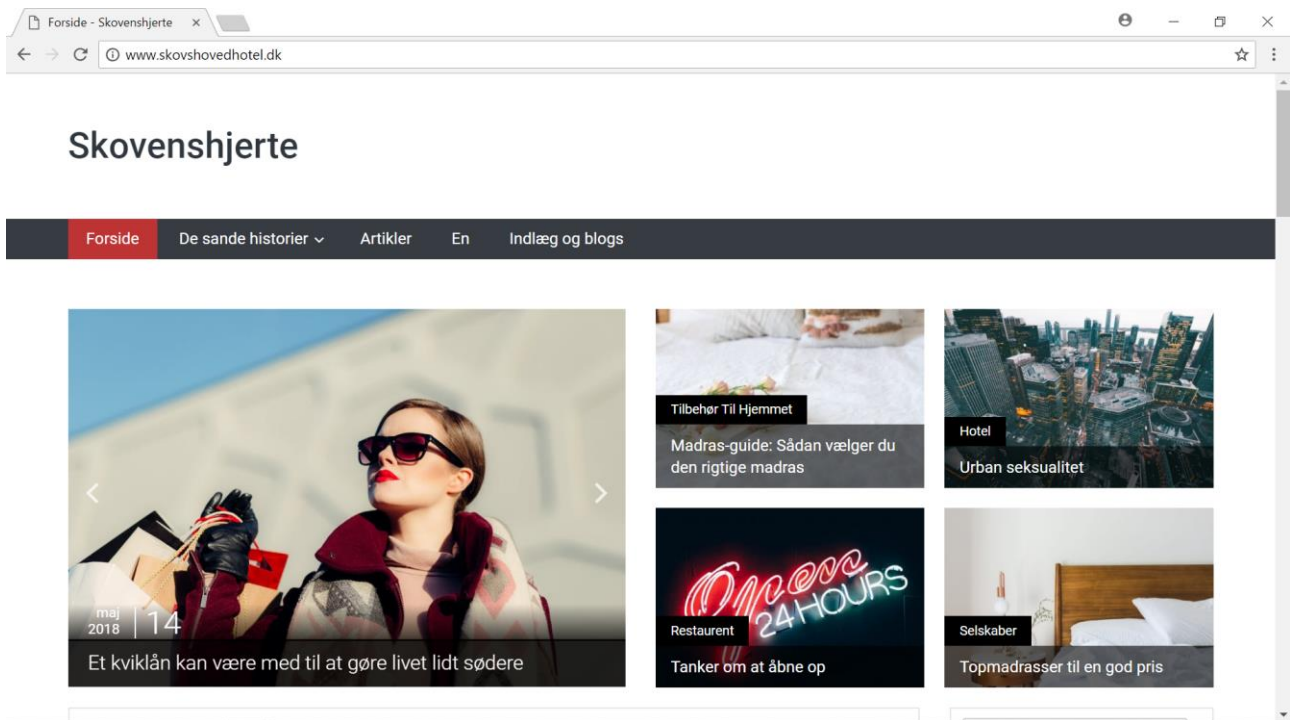 Forside - Skovenshjerte
www.skovshovedhotel.dk
Skovenshjerte
Forside De sande historier Artikler En Indlæg og blogs
maj
2018
14
Et kviklån kan være med til at gøre livet lidt sødere
Tilbehør Til Hjemmet
Madras-guide: Sådan vælger du
den rigtige madras
Hotel
Urban seksualitet
Open
24 HOURS
Restaurent
Tanker om at åbne op
Selskaber
Topmadrasser til en god pris